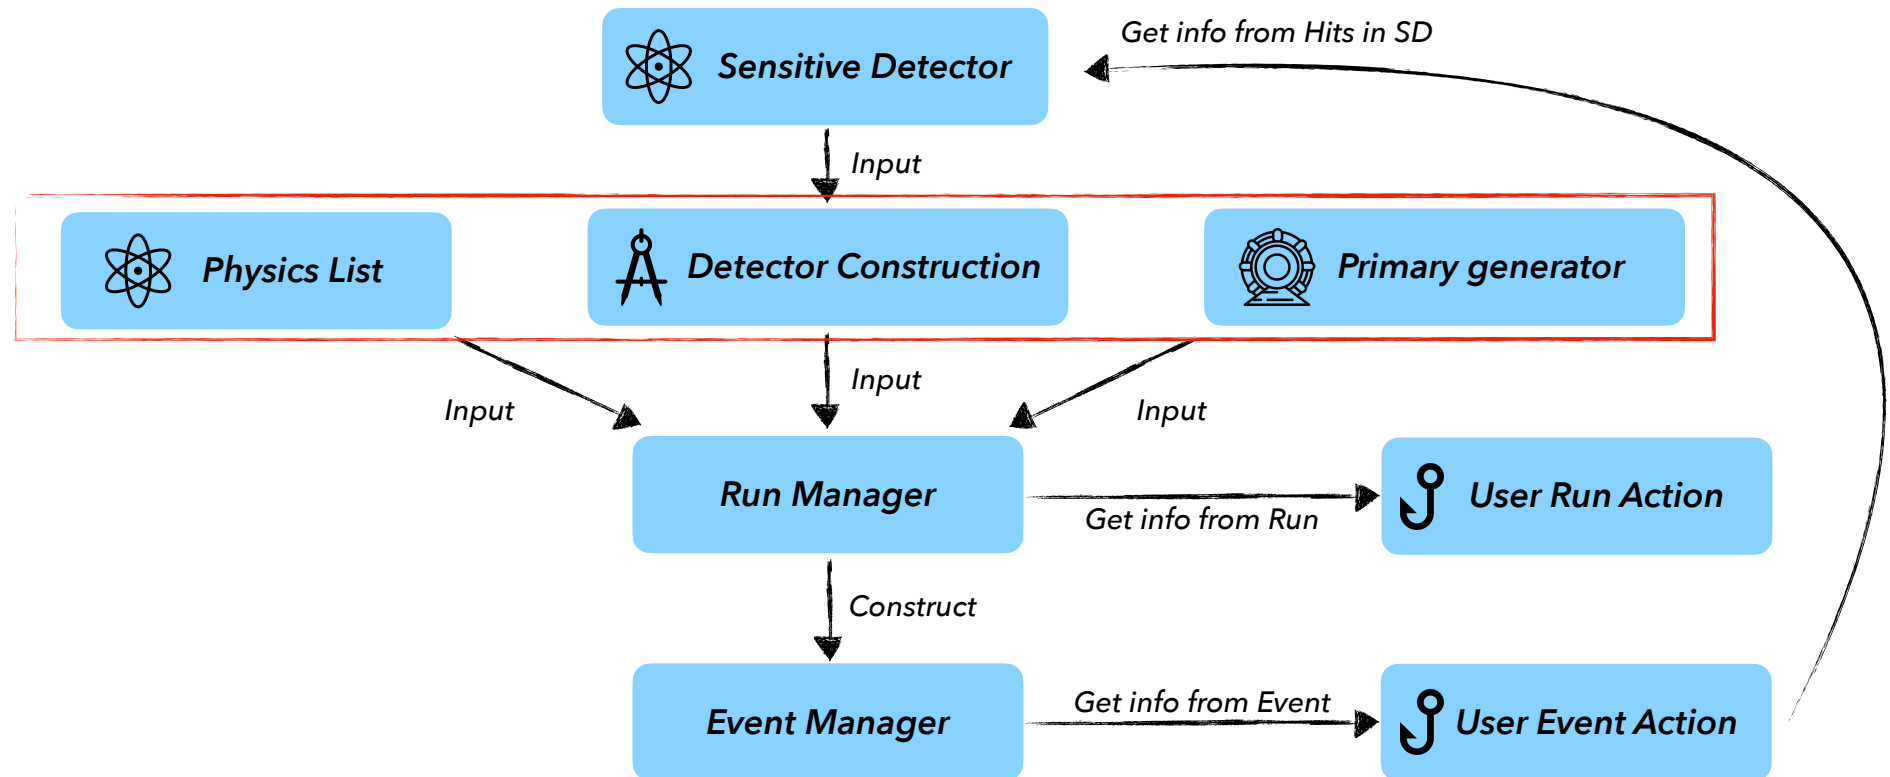 Get info from Hits in SD
Sensitive Detector
Input
Physics List
Detector Construction
Primary generator
Input
Input
Input
Run Manager
User Run Action
Get info from Run
Construct
Get info from Event
Event Manager
User Event Action